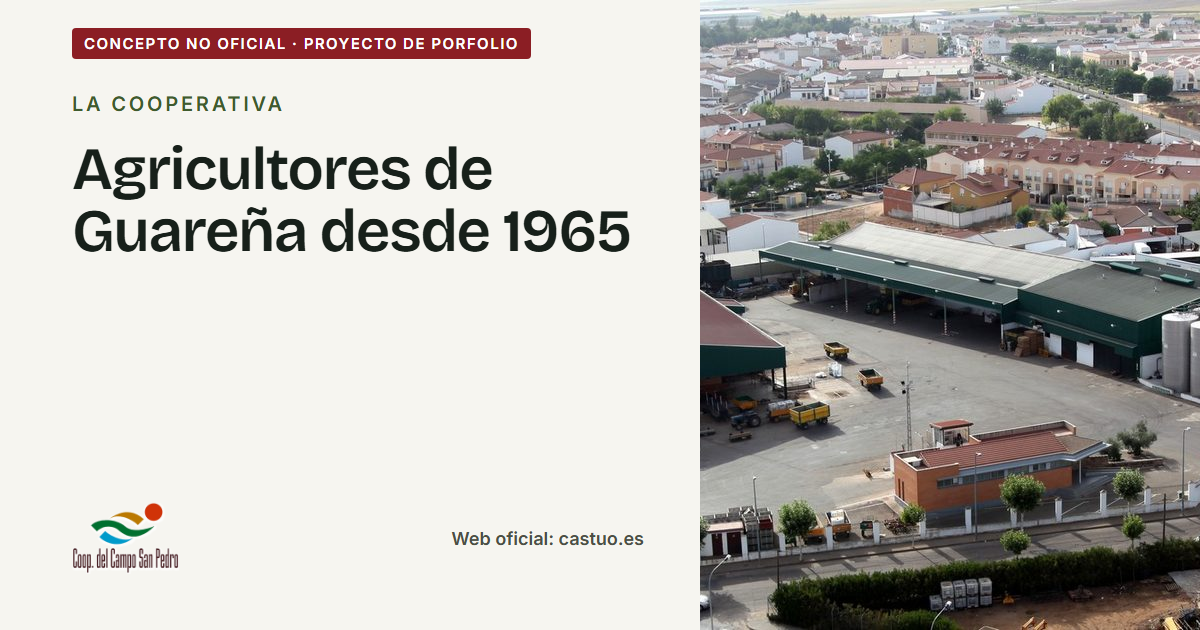 CONCEPTO NO OFICIAL · PROYECTO DE PORFOLIO
LA COOPERATIVA
Agricultores de
Guareña desde 1965
Coop. del Campo San Pedro
Web oficial: castuo.es